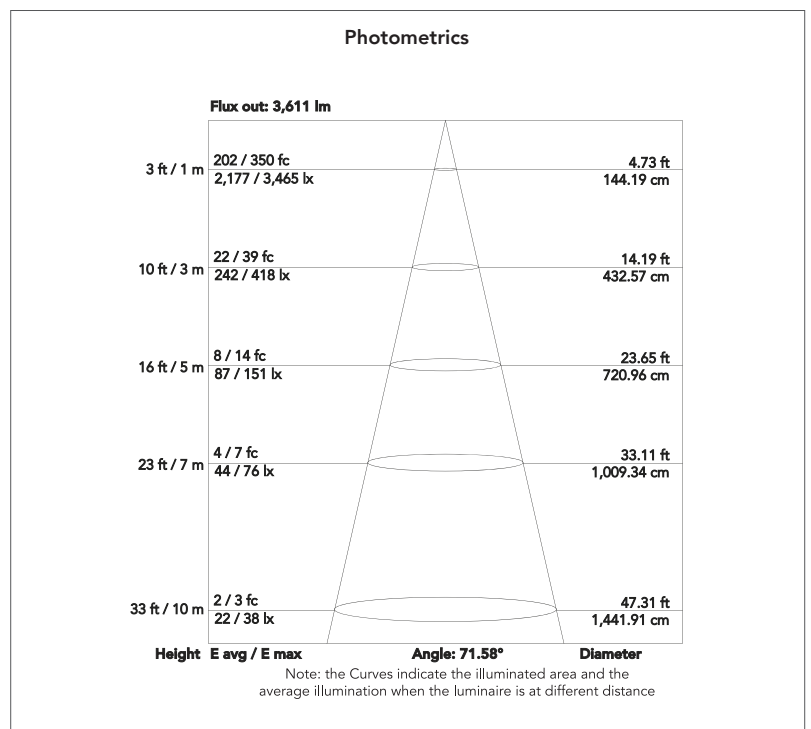 Photometrics
Flux out: 3,611 lm
3 ft / 1 m
202 / 350 fc
2,177 / 3,465 lx
4.73 ft
144.19 cm
10 ft / 3 m
22 / 39 fc
242 / 418 lx
14.19 ft
432.57 cm
16 ft / 5 m
8 / 14 fc
87 / 151 lx
23.65 ft
720.96 cm
23 ft / 7 m
4 / 7 fc
44 / 76 lx
33.11 ft
1,009.34 cm
33 ft / 10 m
2 / 3 fc
22 / 38 lx
47.31 ft
1,441.91 cm
Height E avg / E max Angle: 71.58º Diameter
Note: the Curves indicate the illuminated area and the
average illumination when the luminaire is at different distance